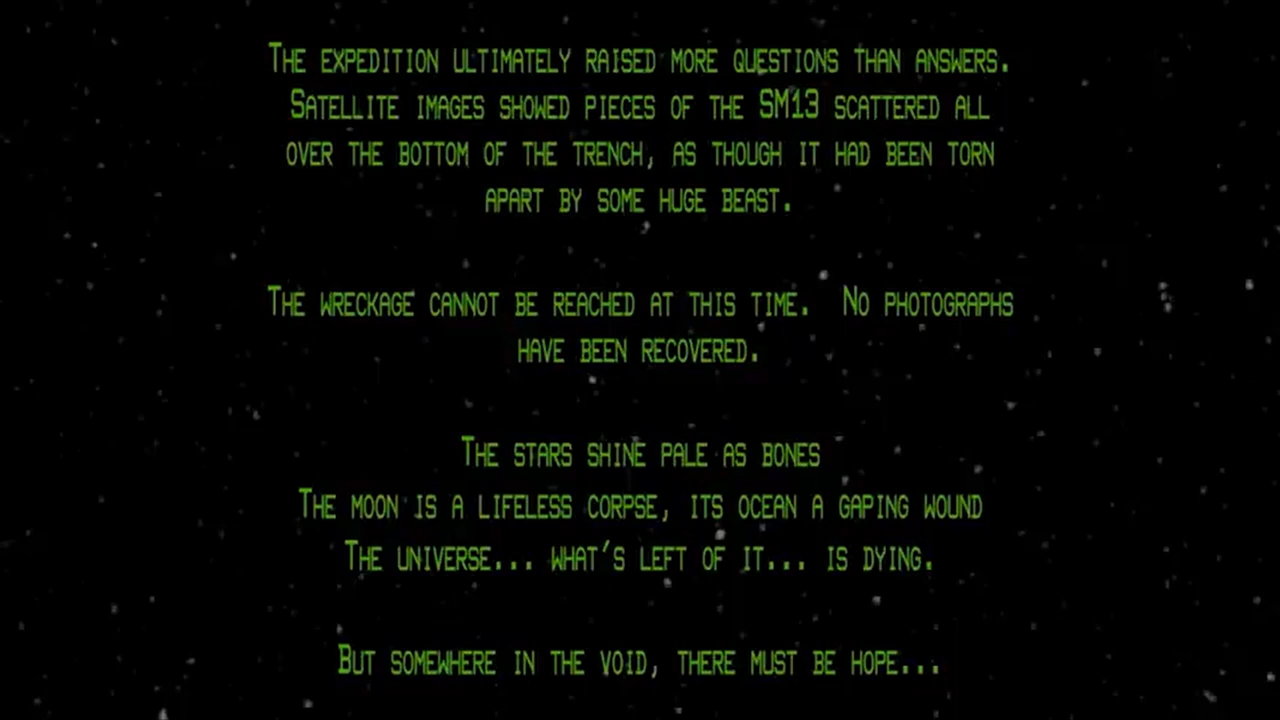 The expedition ultimately raised more questions than answers.
Satellite images showed pieces of the SM13 scattered all
over the bottom of the trench, as though it had been torn
apart by some huge beast.
The wreckage cannot be reached at this time.  No photographs
have been recovered.
The stars shine pale as bones
The moon is a lifeless corpse, its ocean a gaping wound
The universe... what's left of it... is dying.
But somewhere in the void, there must be hope...